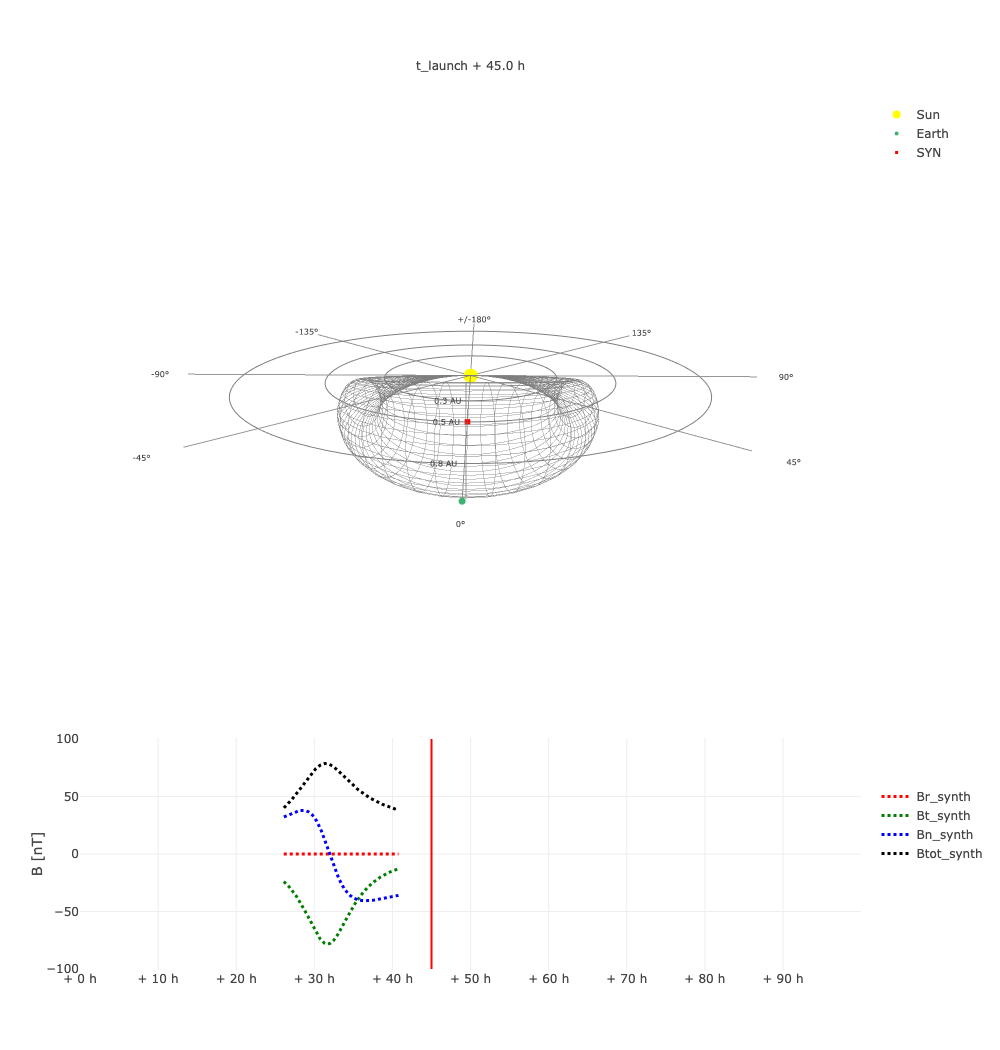 t_launch + 45.0 h
Sun
Earth
SYN
+/-180°
-135°
135°
-90°
90°
0.3 AU
0.5 AU
0.8 AU
-45°
45°
0°
100
50
0
−50
−100
B [nT]
+ 0 h
+ 10 h
+ 20 h
+ 30 h
+ 40 h
+ 50 h
+ 60 h
+ 70 h
+ 80 h
+ 90 h
Br_synth
Bt_synth
Bn_synth
Btot_synth